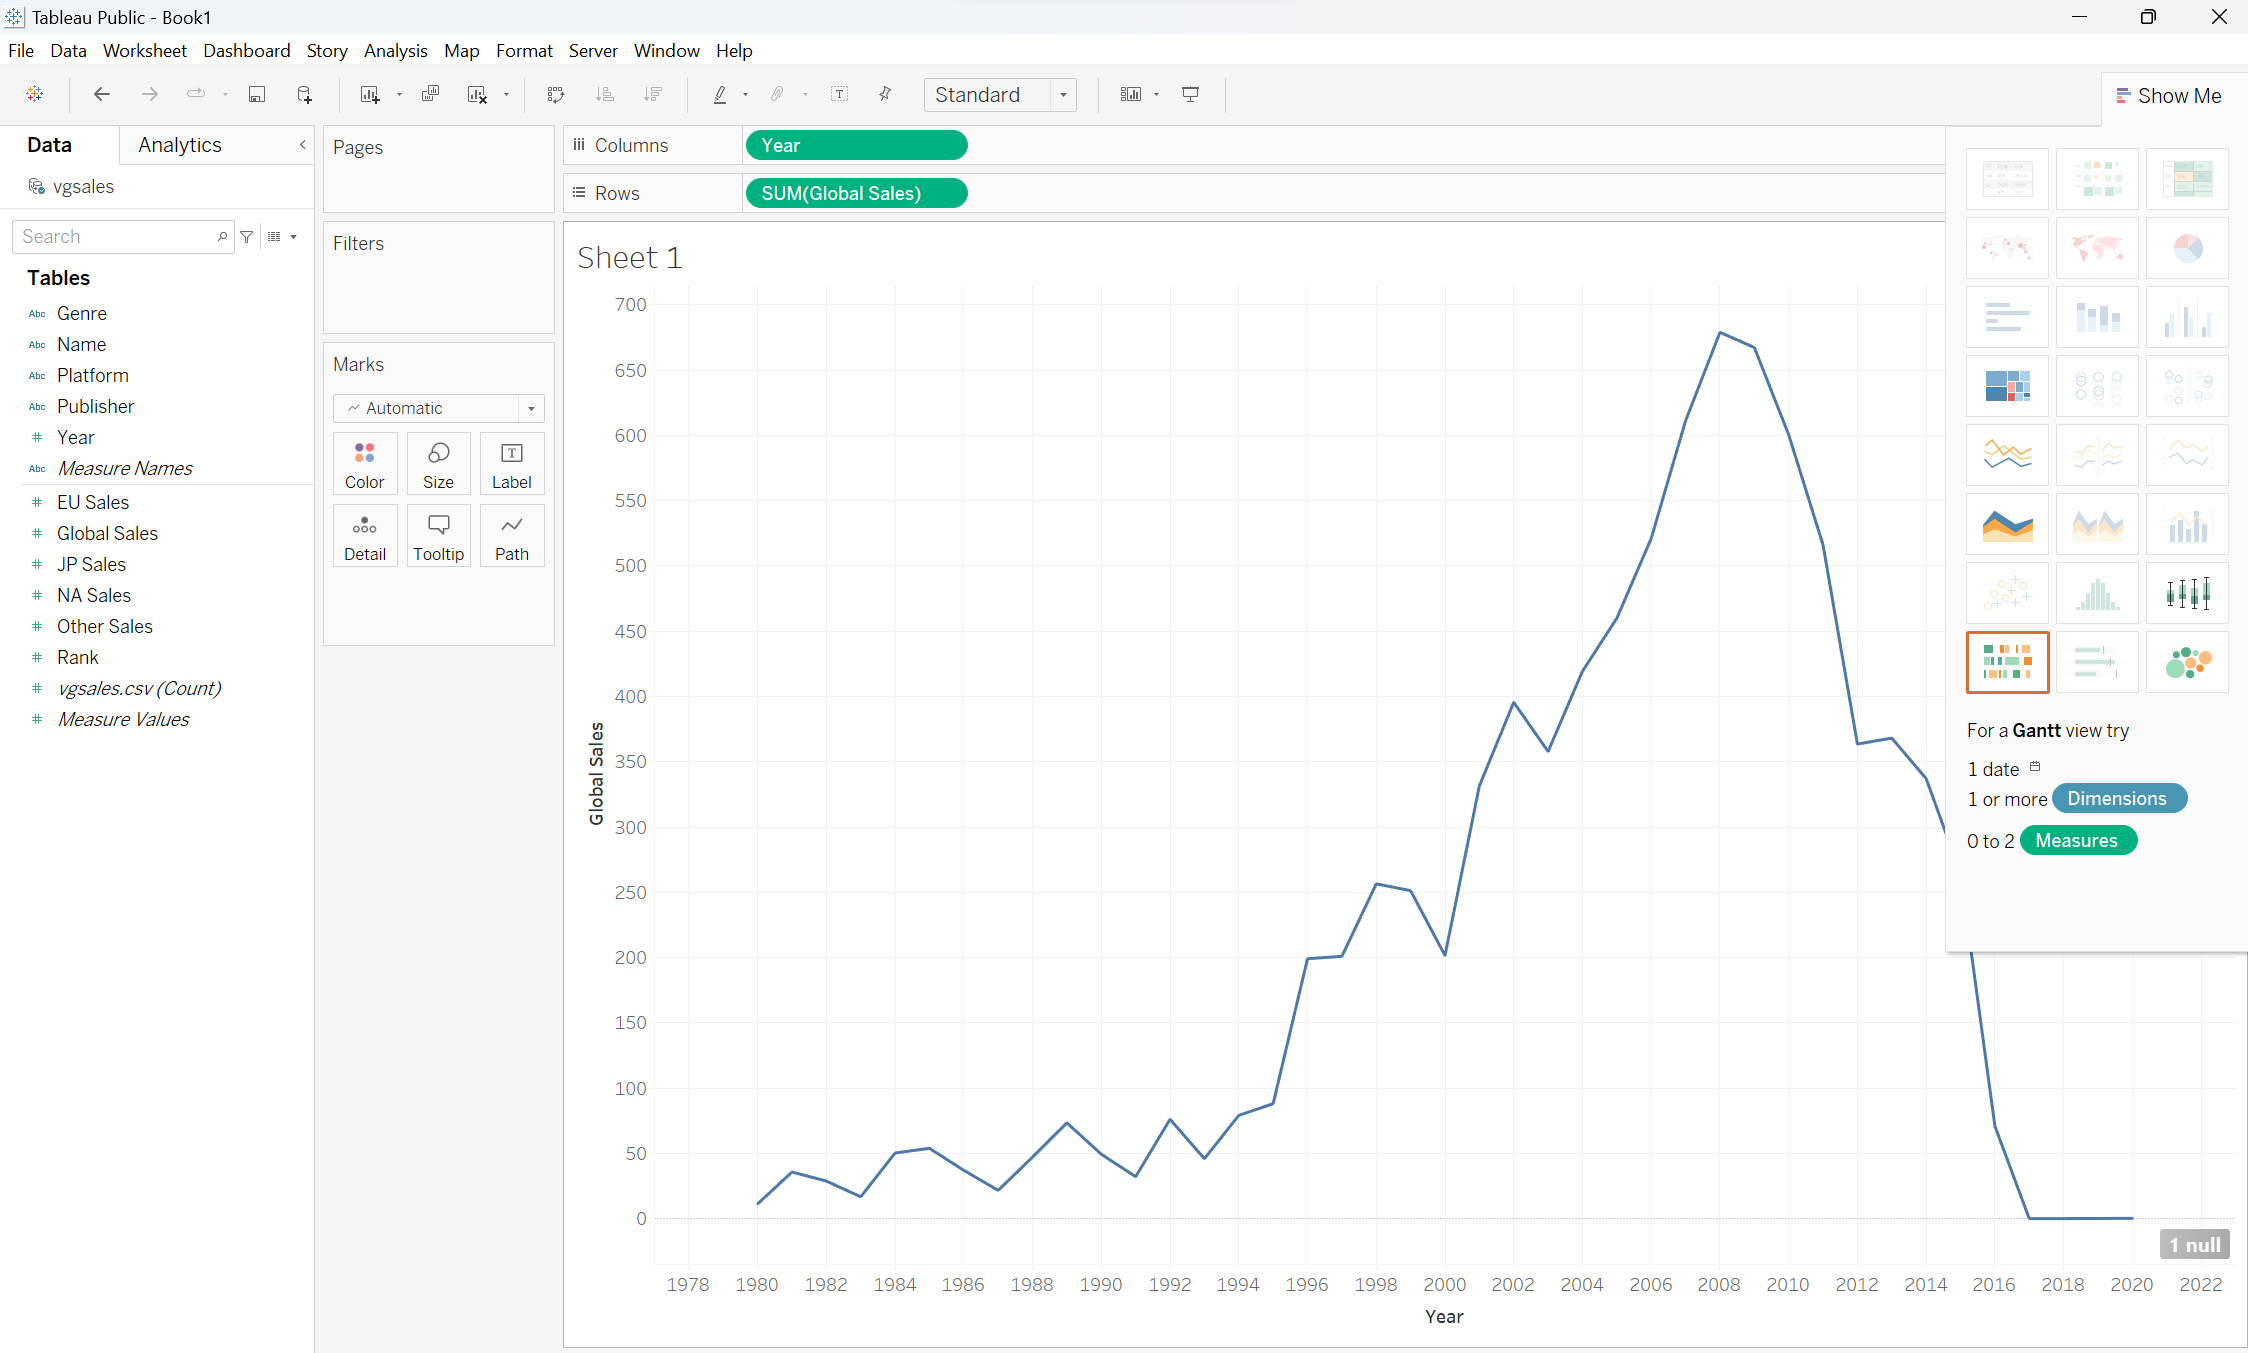 Tableau Public - Book1
File Data Worksheet Dashboard Story Analysis Map Format Server Window Help
Standard
Show Me
Data Analytics
vgsales
Search
Tables
Abc Genre
Abc Name
Abc Platform
Abc Publisher
# Year
Abc Measure Names
# EU Sales
# Global Sales
# JP Sales
# NA Sales
# Other Sales
# Rank
# vgsales.csv (Count)
# Measure Values
Pages
Filters
Marks
Automatic
Color Size Label
Detail Tooltip Path
Columns Year
Rows SUM(Global Sales)
Sheet 1
Global Sales
700
650
600
550
500
450
400
350
300
250
200
150
100
50
0
1978 1980 1982 1984 1986 1988 1990 1992 1994 1996 1998 2000 2002 2004 2006 2008 2010 2012 2014 2016 2018 2020 2022
Year
1 null
For a Gantt view try
1 date
1 or more Dimensions
0 to 2 Measures